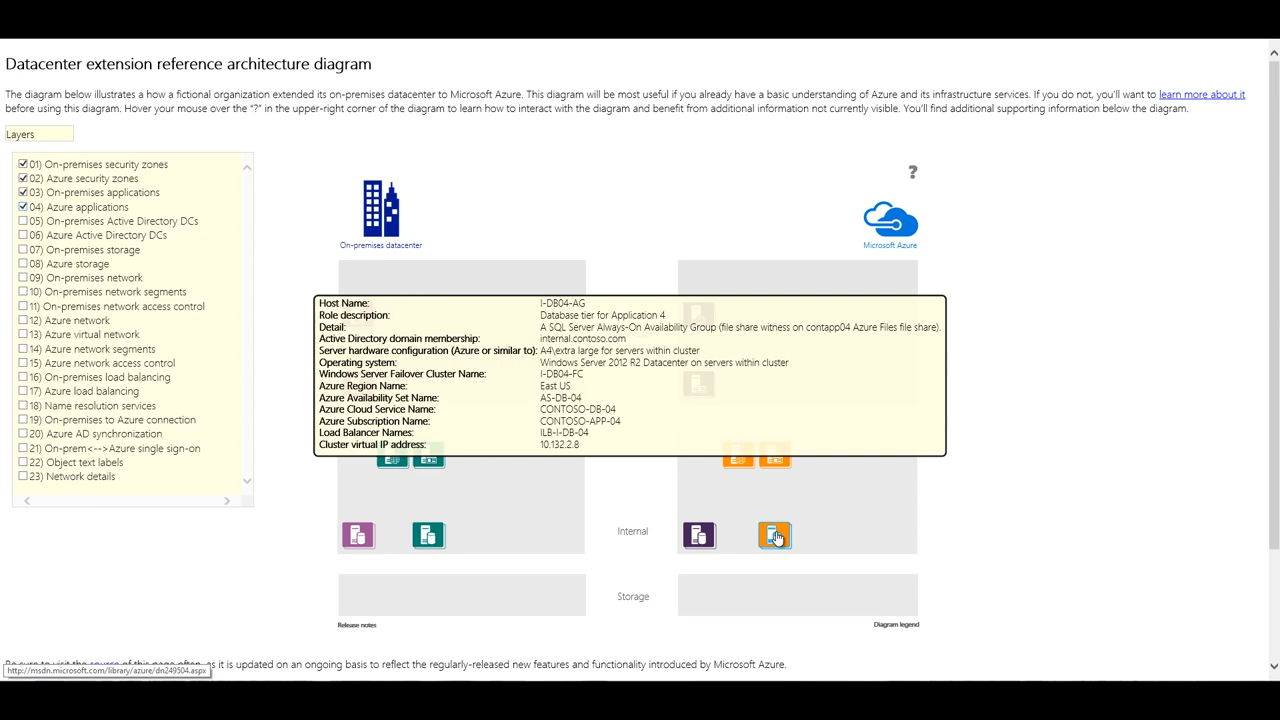 Datacenter extension reference architecture diagram
The diagram below illustrates a how a fictional organization extended its on-premises datacenter to Microsoft Azure. This diagram will be most useful if you already have a basic understanding of Azure and its infrastructure services. If you do not, you'll want to learn more about it
before using this diagram. Hover your mouse over the "?" in the upper-right corner of the diagram to learn how to interact with the diagram and benefit from additional information not currently visible. You'll find additional supporting information below the diagram.
Layers
01) On-premises security zones
02) Azure security zones
03) On-premises applications
04) Azure applications
05) On-premises Active Directory DCs
06) Azure Active Directory DCs
07) On-premises storage
08) Azure storage
09) On-premises network
10) On-premises network segments
11) On-premises network access control
12) Azure network
13) Azure virtual network
14) Azure network segments
15) Azure network access control
16) On-premises load balancing
17) Azure load balancing
18) Name resolution services
19) On-premises to Azure connection
20) Azure AD synchronization
21) On-prem<-->Azure single sign-on
22) Object text labels
23) Network details
?
On-premises datacenter
Microsoft Azure
Host Name: I-DB04-AG
Role description: Database tier for Application 4
Detail: A SQL Server Always-On Availability Group (file share witness on contapp04 Azure Files file share).
Active Directory domain membership: internal.contoso.com
Server hardware configuration (Azure or similar to): A4\extra large for servers within cluster
Operating system: Windows Server 2012 R2 Datacenter on servers within cluster
Windows Server Failover Cluster Name: I-DB04-FC
Azure Region Name: East US
Azure Availability Set Name: AS-DB-04
Azure Cloud Service Name: CONTOSO-DB-04
Azure Subscription Name: CONTOSO-APP-04
Load Balancer Names: ILB-I-DB-04
Cluster virtual IP address: 10.132.2.8
Internal
Storage
Release notes
Diagram legend
Be sure to visit the source of this page often, as it is updated on an ongoing basis to reflect the regularly-released new features and functionality introduced by Microsoft Azure.
http://msdn.microsoft.com/library/azure/dn249504.aspx